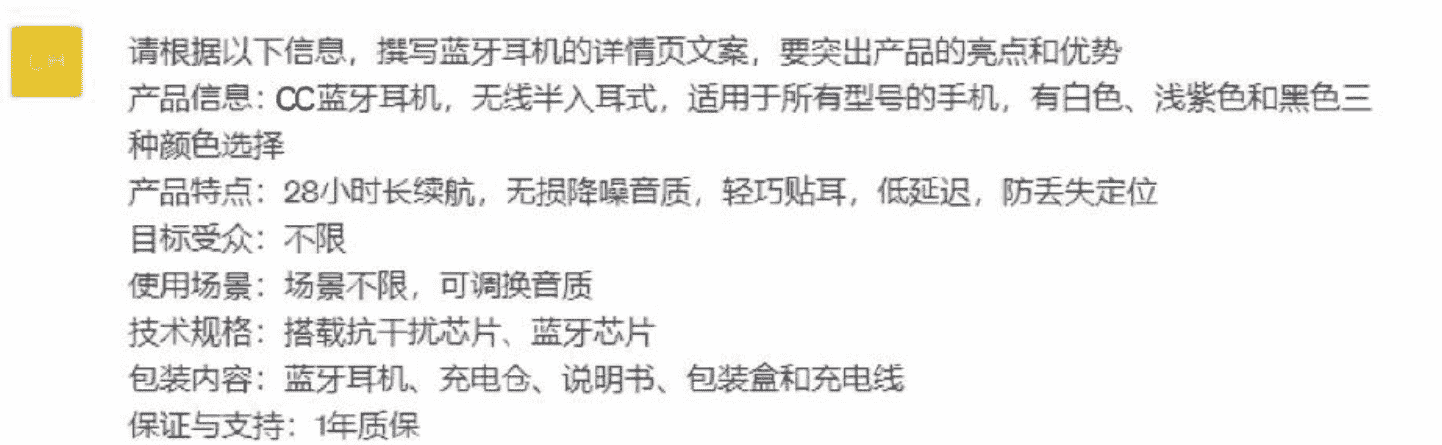 请根据以下信息，撰写蓝牙耳机的详情页文案，要突出产品的亮点和优势
产品信息：CC蓝牙耳机，无线半入耳式，适用于所有型号的手机，有白色、浅紫色和黑色三
种颜色选择
产品特点：28小时长续航，无损降噪音质，轻巧贴耳，低延迟，防丢失定位
目标受众：不限
使用场景：场景不限，可调换音质
技术规格：搭载抗干扰芯片、蓝牙芯片
包装内容：蓝牙耳机、充电仓、说明书、包装盒和充电线
保证与支持：1年质保